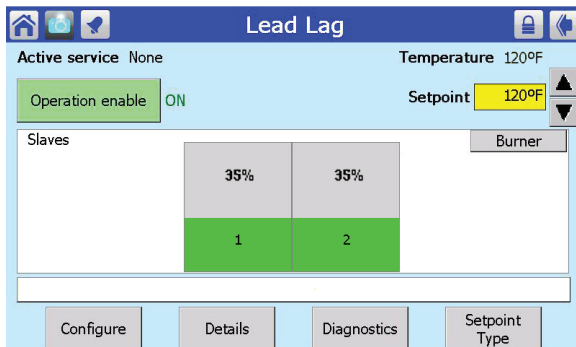 Lead Lag
Active service None
Temperature 120ºF
Operation enable ON
Setpoint 120ºF
Slaves
Burner
35% 35%
1 2
Configure
Details
Diagnostics
Setpoint
Type